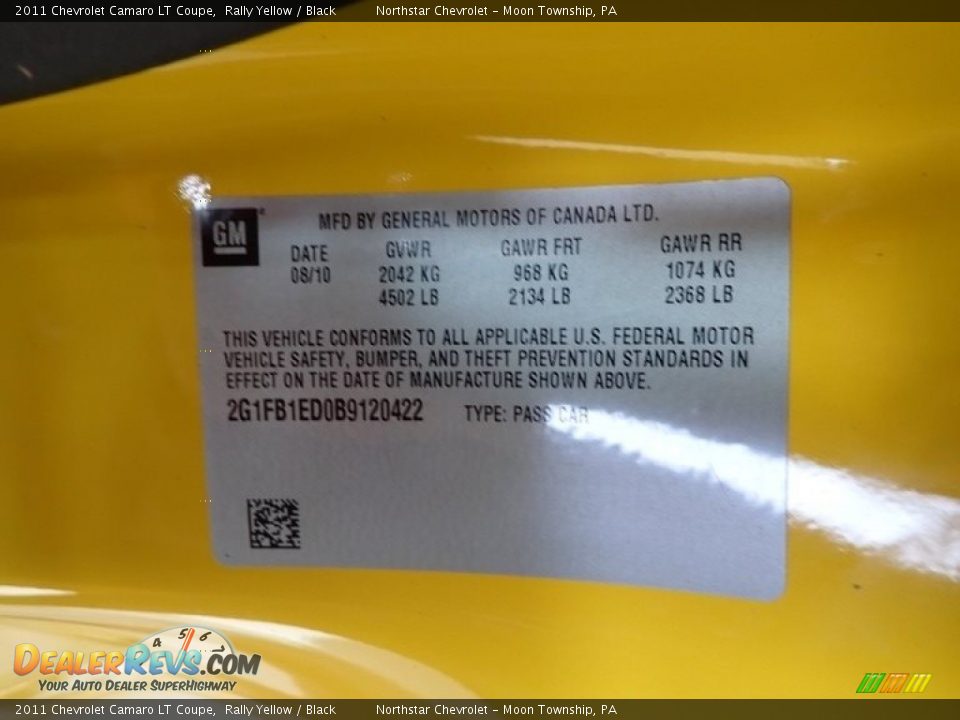 2011 Chevrolet Camaro LT Coupe, Rally Yellow / Black Northstar Chevrolet - Moon Township, PA
GM
MFD BY GENERAL MOTORS OF CANADA LTD.
DATE GVWR GAWR FRT GAWR RR
08/10 2042 KG 968 KG 1074 KG
4502 LB 2134 LB 2368 LB
THIS VEHICLE CONFORMS TO ALL APPLICABLE U.S. FEDERAL MOTOR
VEHICLE SAFETY, BUMPER, AND THEFT PREVENTION STANDARDS IN
EFFECT ON THE DATE OF MANUFACTURE SHOWN ABOVE.
2G1FB1ED0B9120422 TYPE: PASS CAR
4 5 6
DEALERREVS.COM
YOUR AUTO DEALER SUPERHIGHWAY
2011 Chevrolet Camaro LT Coupe, Rally Yellow / Black Northstar Chevrolet - Moon Township, PA